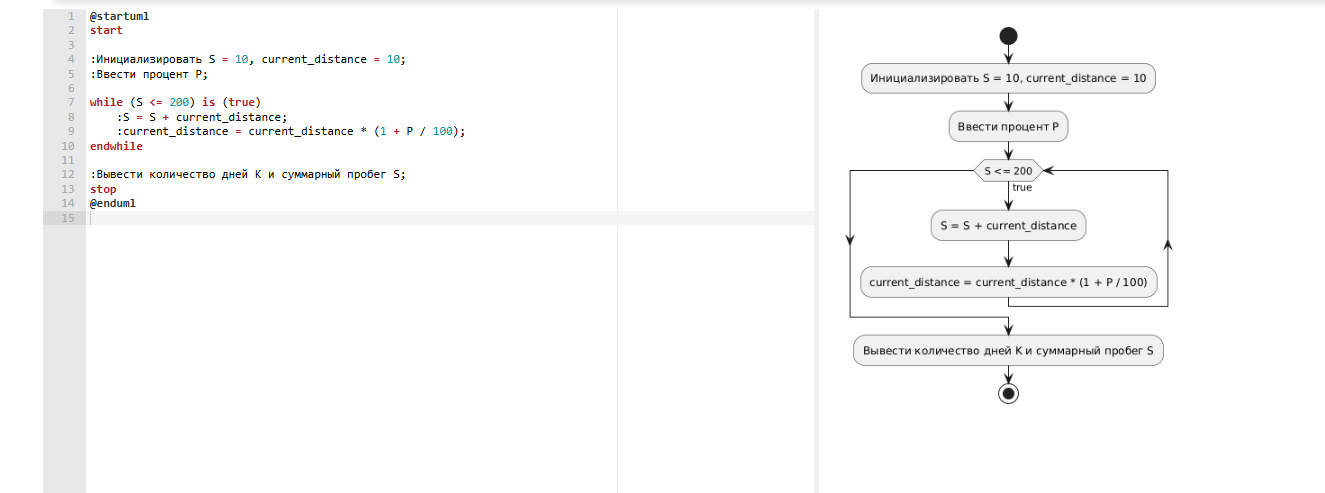 1 @startuml
2 start
3
4 :Инициализировать S = 10, current_distance = 10;
5 :Ввести процент P;
6
7 while (S <= 200) is (true)
8 :S = S + current_distance;
9 :current_distance = current_distance * (1 + P / 100);
10 endwhile
11
12 :Вывести количество дней K и суммарный пробег S;
13 stop
14 @enduml
15
Инициализировать S = 10, current_distance = 10
Ввести процент P
S <= 200
true
S = S + current_distance
current_distance = current_distance * (1 + P / 100)
Вывести количество дней K и суммарный пробег S